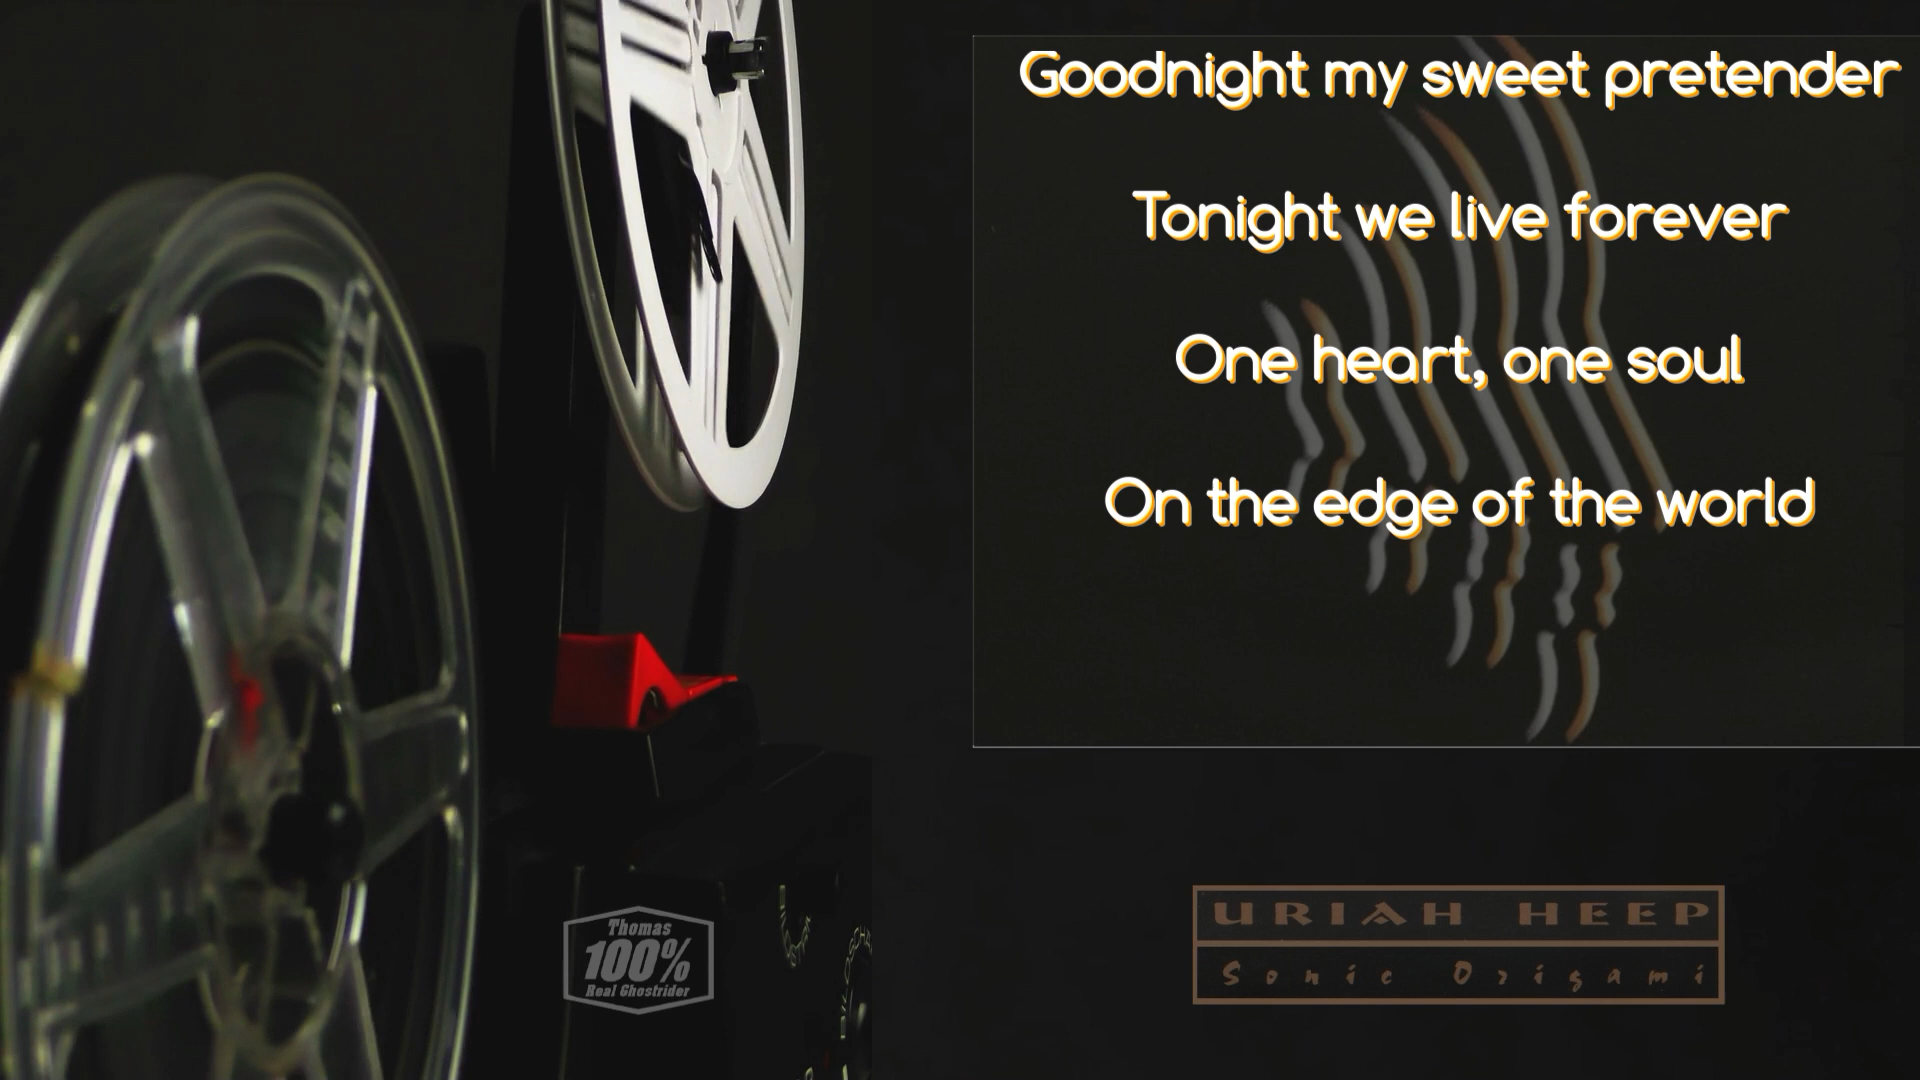 Goodnight my sweet pretender
Tonight we live forever
One heart, one soul
On the edge of the world
Thomas
100%
Real Ghostrider
URIAH HEEP
Sonic Origami